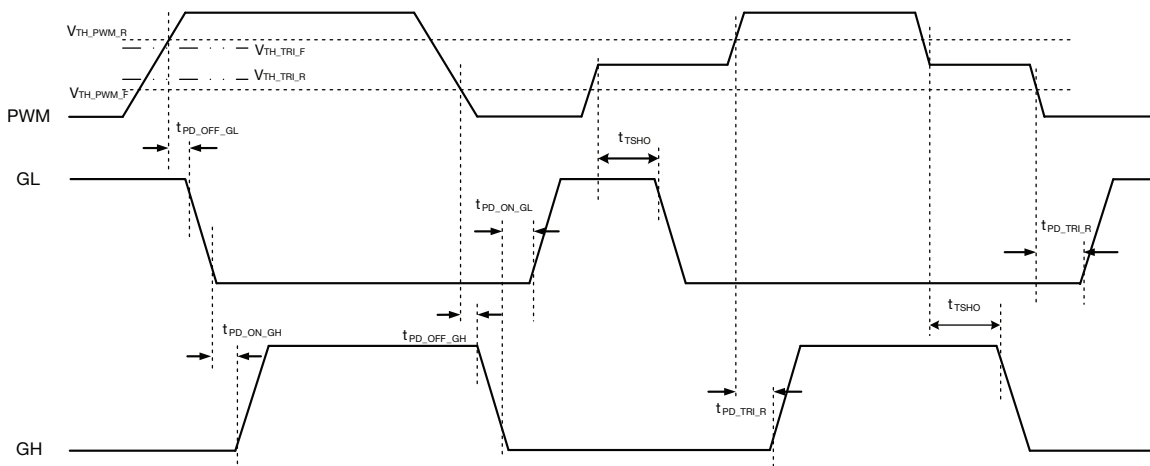 VTH_PWM_R
VTH_TRI_F
VTH_TRI_R
VTH_PWM_F
PWM
tPD_OFF_GL
tTSHO
GL
tPD_ON_GL
tPD_TRI_R
tTSHO
tPD_ON_GH
tPD_OFF_GH
tPD_TRI_R
GH